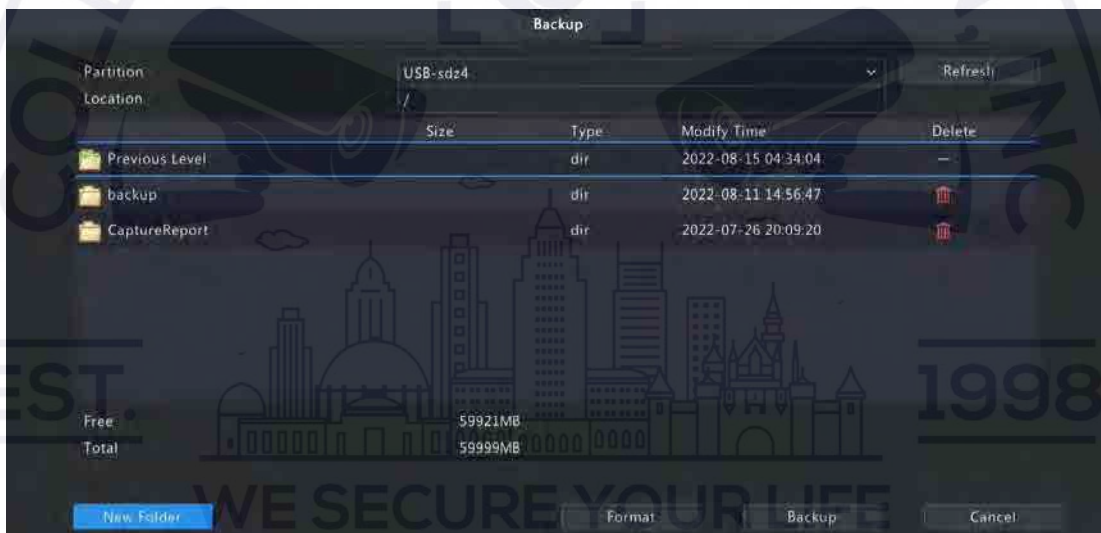 Backup
Partition USB-sdz4 Refresh
Location /
Size Type Modify Time Delete
Previous Level dir 2022-08-15 04:34:04 —
backup dir 2022-08-11 14:56:47
CaptureReport dir 2022-07-26 20:09:20
EST. 1998
Free 59921MB
Total 59999MB
WE SECURE YOUR LIFE
New Folder Format Backup Cancel
INC